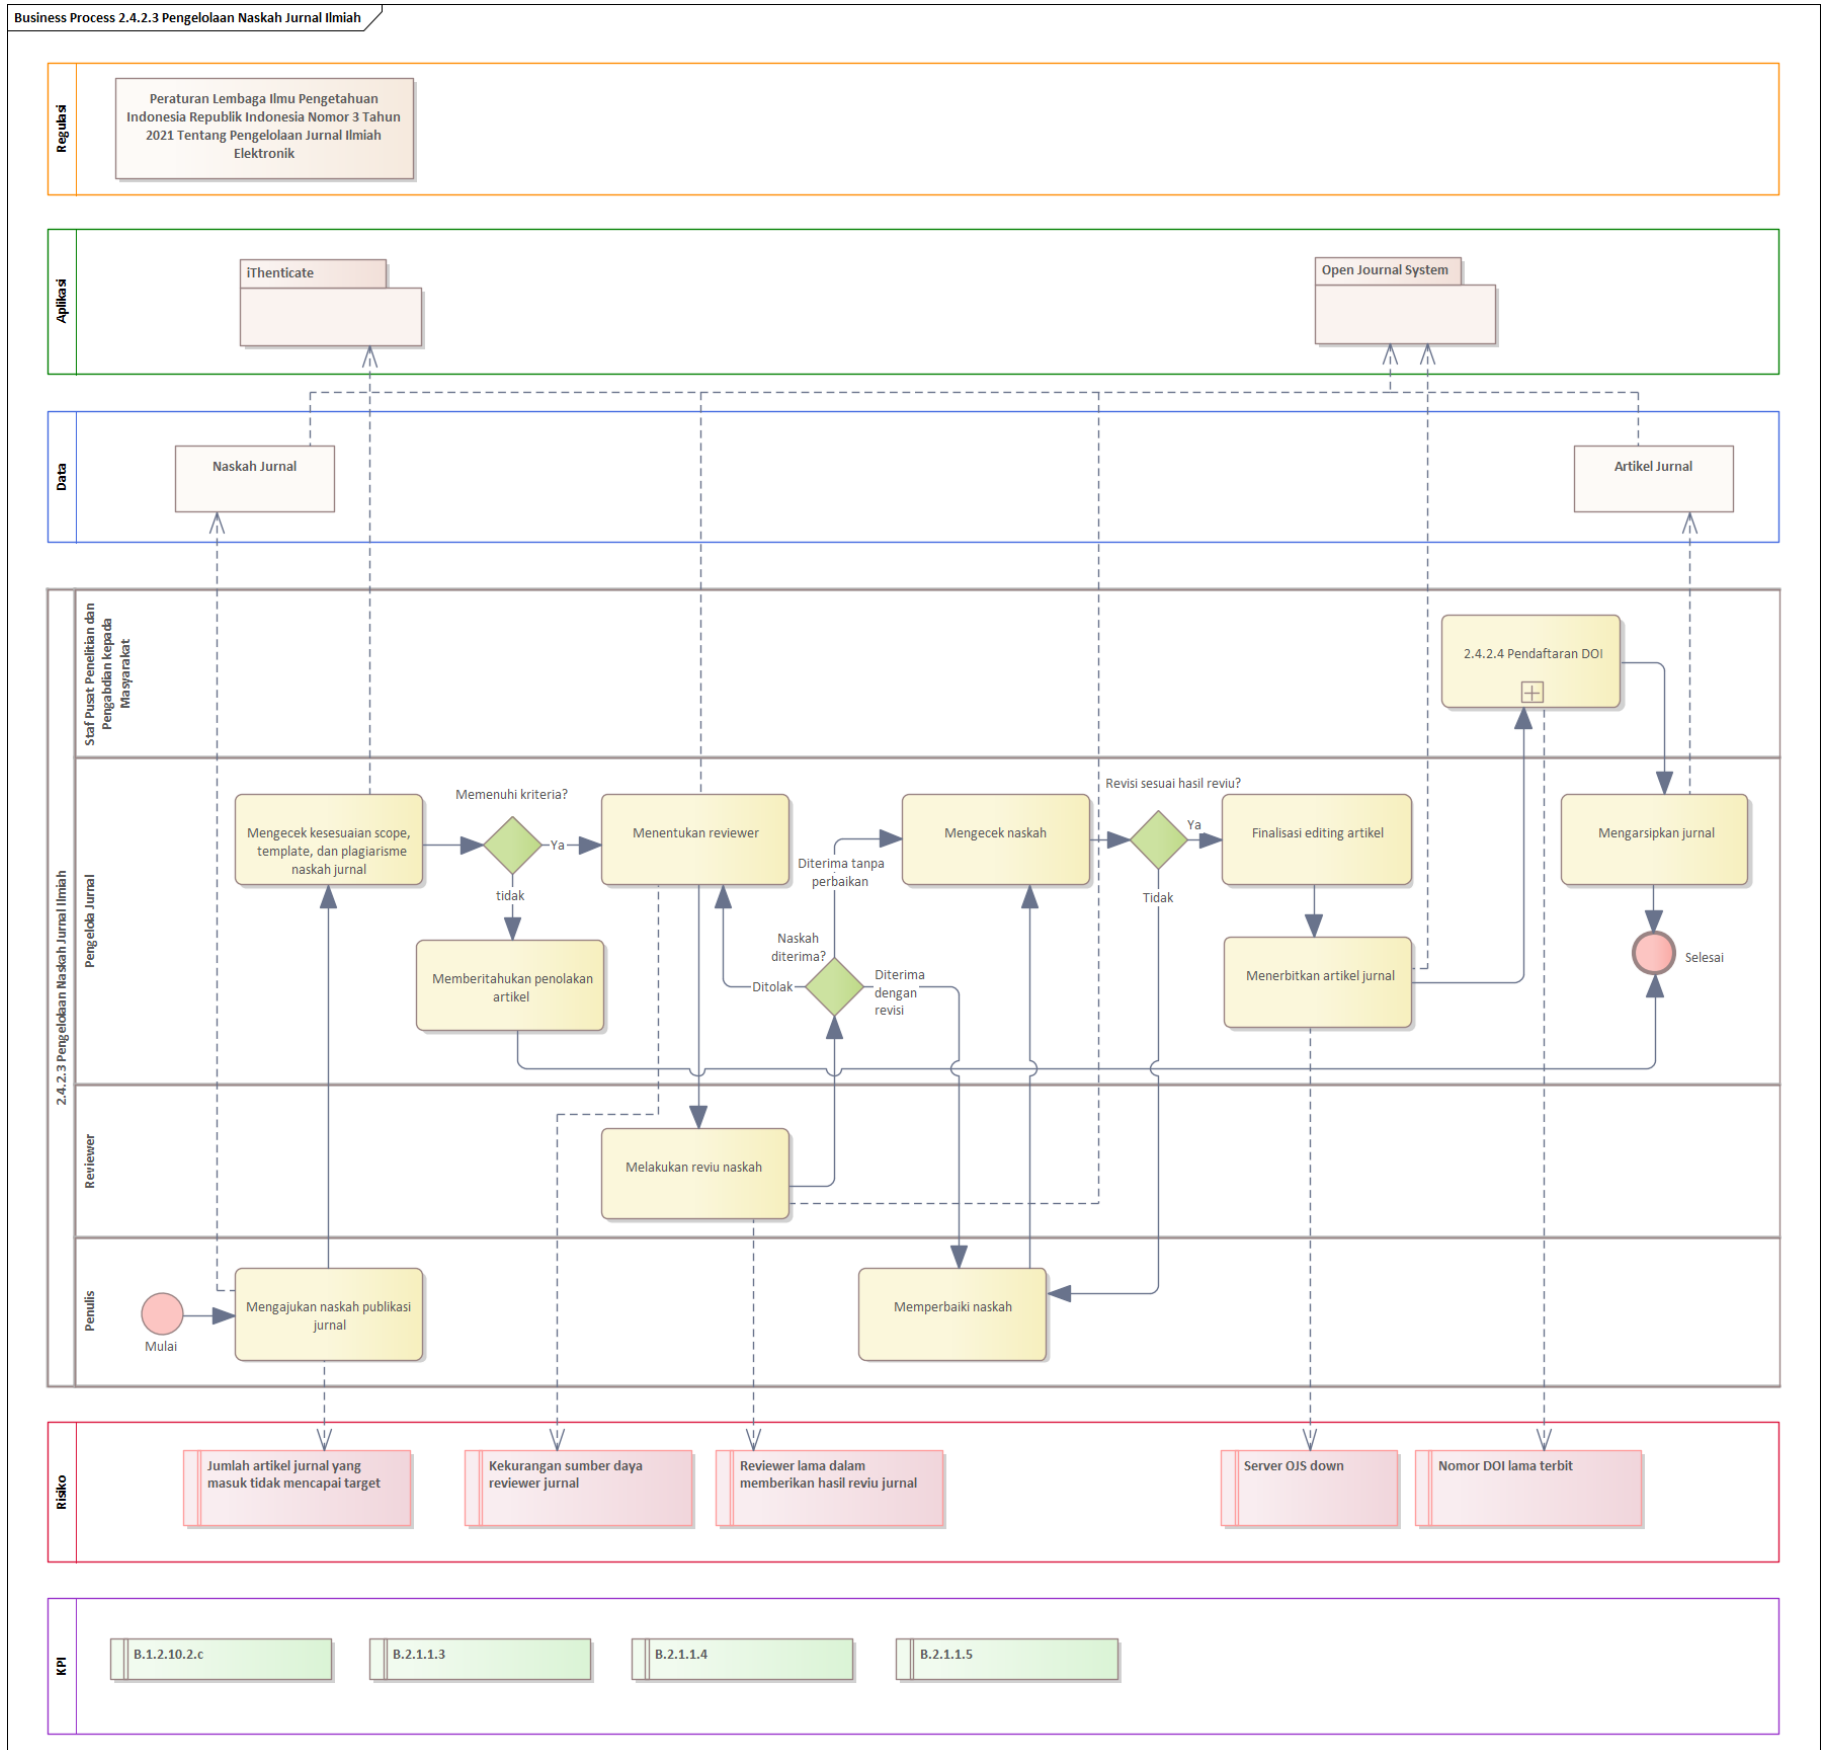 Business Process 2.4.2.3 Pengelolaan Naskah Jurnal Ilmiah
Regulasi
Peraturan Lembaga Ilmu Pengetahuan
Indonesia Republik Indonesia Nomor 3 Tahun
2021 Tentang Pengelolaan Jurnal Ilmiah
Elektronik
Aplikasi
iThenticate
Open Journal System
Data
Naskah Jurnal
Artikel Jurnal
2.4.2.3 Pengelolaan Naskah Jurnal Ilmiah
Staf Pusat Penelitian dan
Pengabdian kepada
Masyarakat
2.4.2.4 Pendaftaran DOI
Pengelola Jurnal
Mengecek kesesuaian scope,
template, dan plagiarisme
naskah jurnal
Memenuhi kriteria?
Ya
tidak
Memberitahukan penolakan
artikel
Menentukan reviewer
Naskah
diterima?
Ditolak
Diterima tanpa
perbaikan
Diterima
dengan
revisi
Mengecek naskah
Revisi sesuai hasil reviu?
Ya
Tidak
Finalisasi editing artikel
Menerbitkan artikel jurnal
Mengarsipkan jurnal
Selesai
Reviewer
Melakukan reviu naskah
Penulis
Mulai
Mengajukan naskah publikasi
jurnal
Memperbaiki naskah
Risiko
Jumlah artikel jurnal yang
masuk tidak mencapai target
Kekurangan sumber daya
reviewer jurnal
Reviewer lama dalam
memberikan hasil reviu jurnal
Server OJS down
Nomor DOI lama terbit
KPI
B.1.2.10.2.c
B.2.1.1.3
B.2.1.1.4
B.2.1.1.5